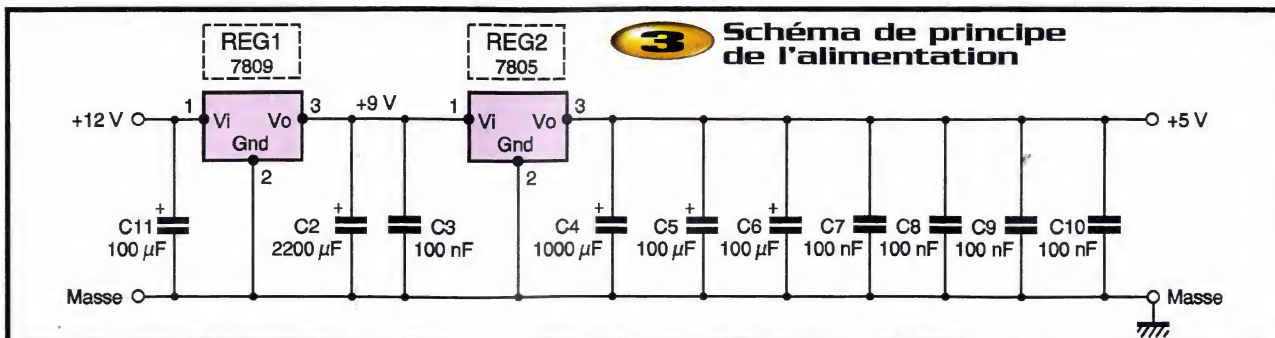 3 Schéma de principe
de l'alimentation
REG1
7809
REG2
7805
+12 V
1
Vi
Vo
3
Gnd
2
+9 V
1
Vi
Vo
3
Gnd
2
+5 V
+
C11
100 µF
+
C2
2200 µF
C3
100 nF
+
C4
1000 µF
+
C5
100 µF
+
C6
100 µF
C7
100 nF
C8
100 nF
C9
100 nF
C10
100 nF
Masse
Masse